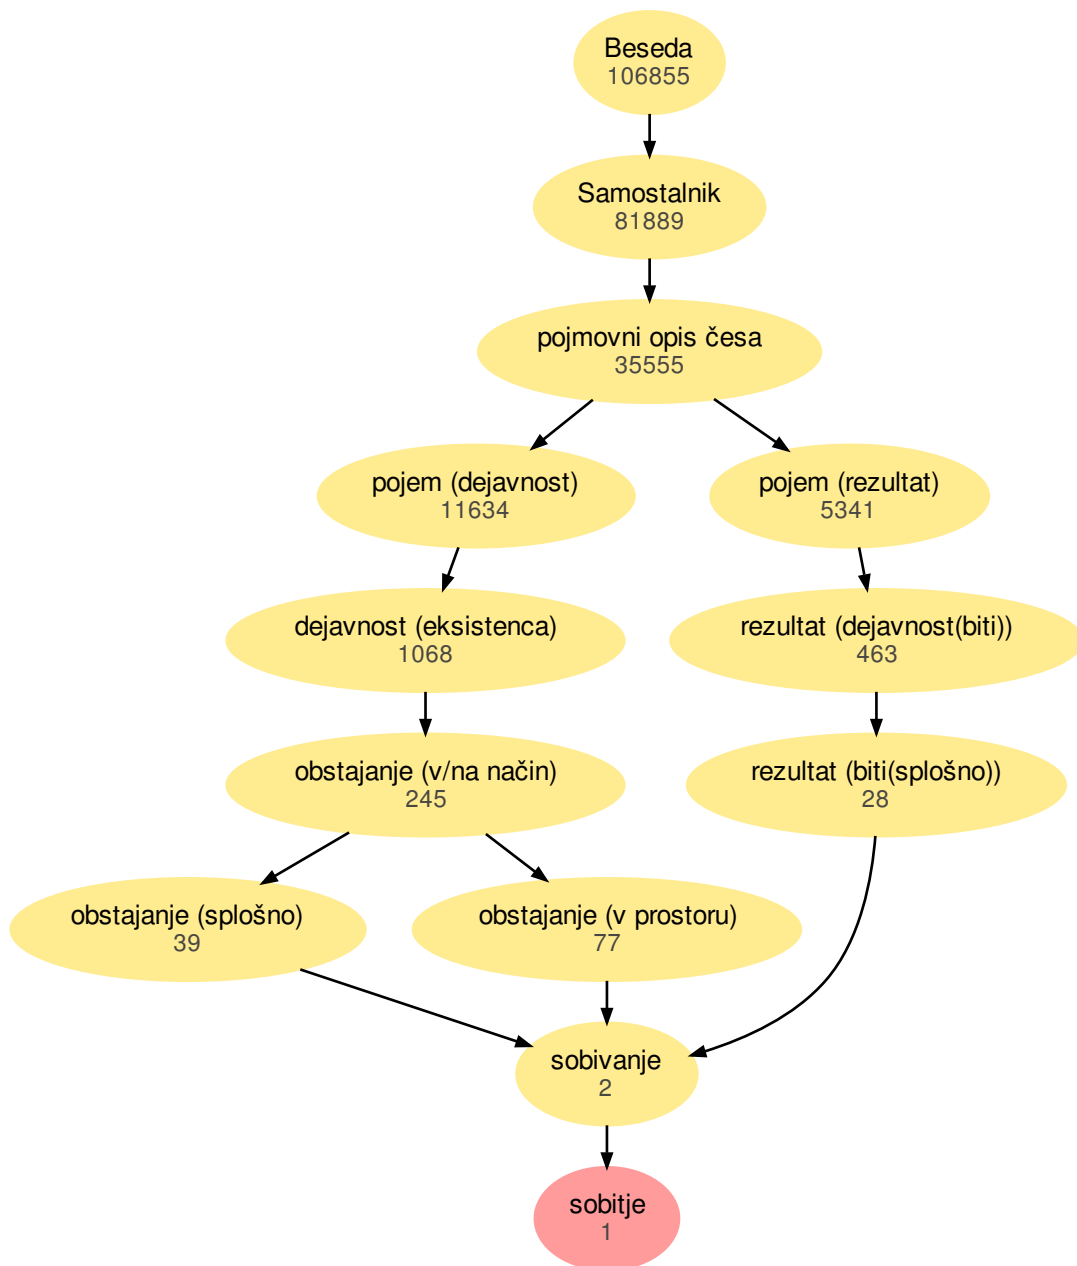 Beseda
106855
Samostalnik
81889
pojmovni opis česa
35555
pojem (dejavnost)
11634
pojem (rezultat)
5341
dejavnost (eksistenca)
1068
rezultat (dejavnost(biti))
463
obstajanje (v/na način)
245
rezultat (biti(splošno))
28
obstajanje (splošno)
39
obstajanje (v prostoru)
77
sobivanje
2
sobitje
1